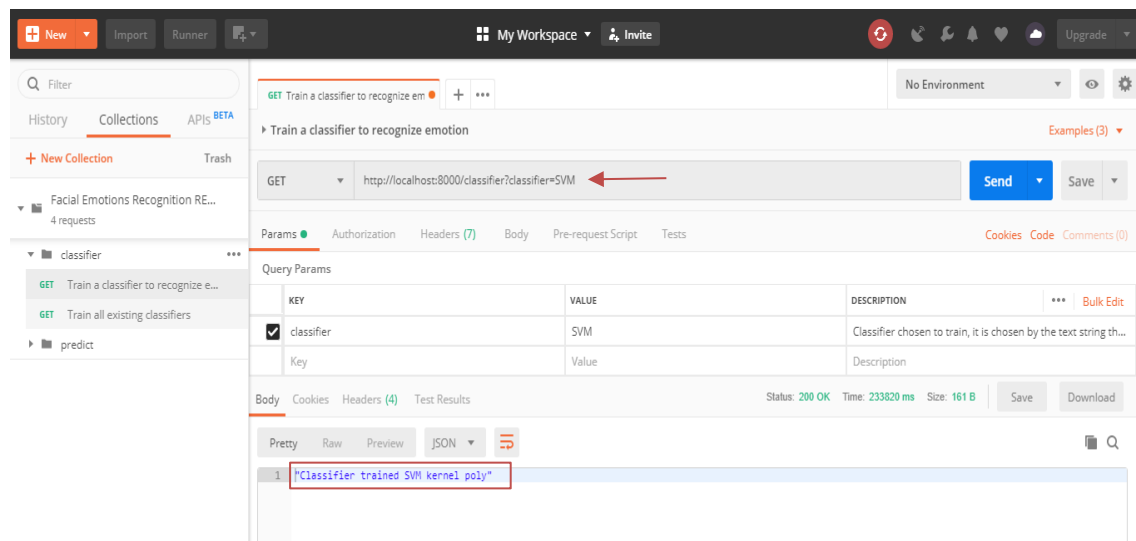 New Import Runner My Workspace Invite Upgrade
Filter
History Collections APIs BETA
+ New Collection Trash
Facial Emotions Recognition RE...
4 requests
classifier
GET Train a classifier to recognize e...
GET Train all existing classifiers
predict
GET Train a classifier to recognize em
No Environment
Train a classifier to recognize emotion Examples (3)
GET http://localhost:8000/classifier?classifier=SVM Send Save
Params Authorization Headers (7) Body Pre-request Script Tests Cookies Code Comments (0)
Query Params
KEY VALUE DESCRIPTION Bulk Edit
classifier SVM Classifier chosen to train, it is chosen by the text string th...
Key Value Description
Body Cookies Headers (4) Test Results Status: 200 OK Time: 233820 ms Size: 161 B Save Download
Pretty Raw Preview JSON
1 "Classifier trained SVM kernel poly"